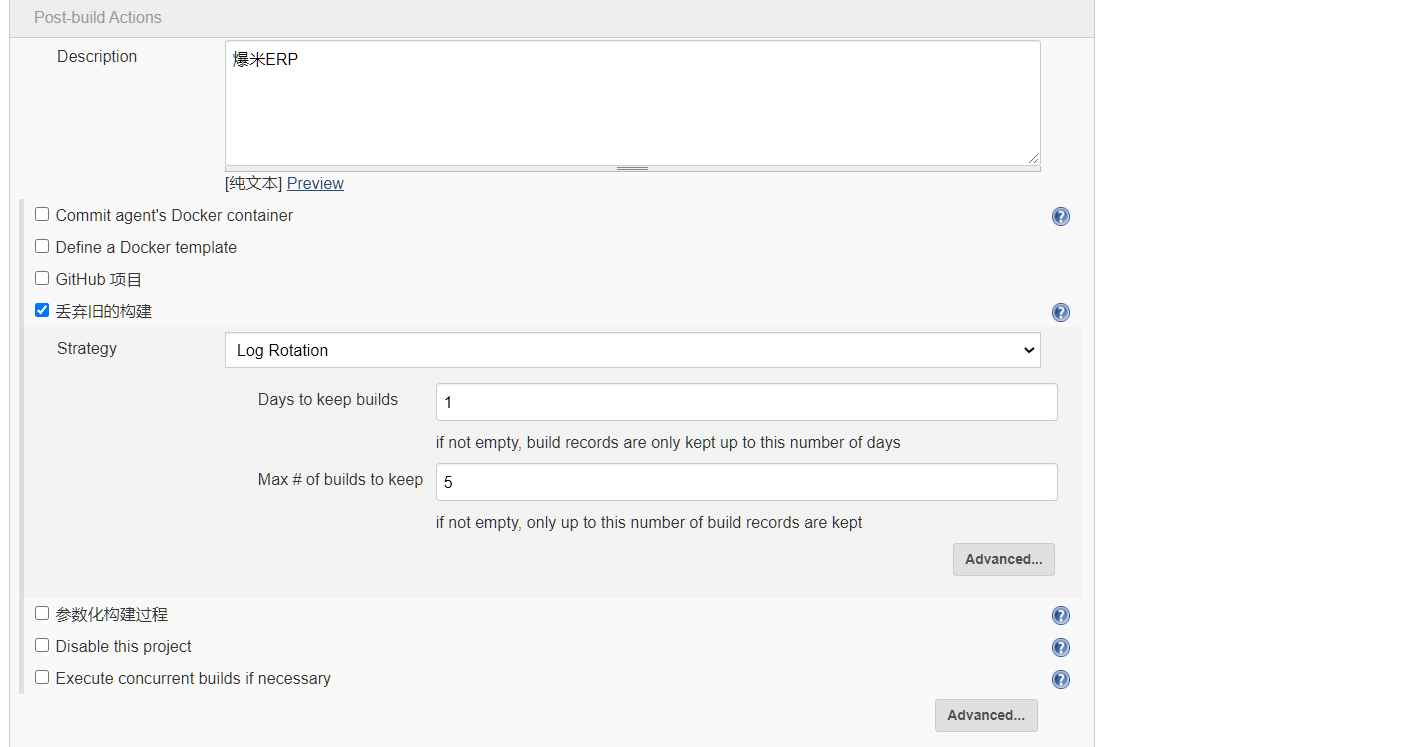 Post-build Actions
Description
爆米ERP
[纯文本] Preview
Commit agent's Docker container
Define a Docker template
GitHub 项目
丢弃旧的构建
Strategy
Log Rotation
Days to keep builds
1
if not empty, build records are only kept up to this number of days
Max # of builds to keep
5
if not empty, only up to this number of build records are kept
Advanced...
参数化构建过程
Disable this project
Execute concurrent builds if necessary
Advanced...